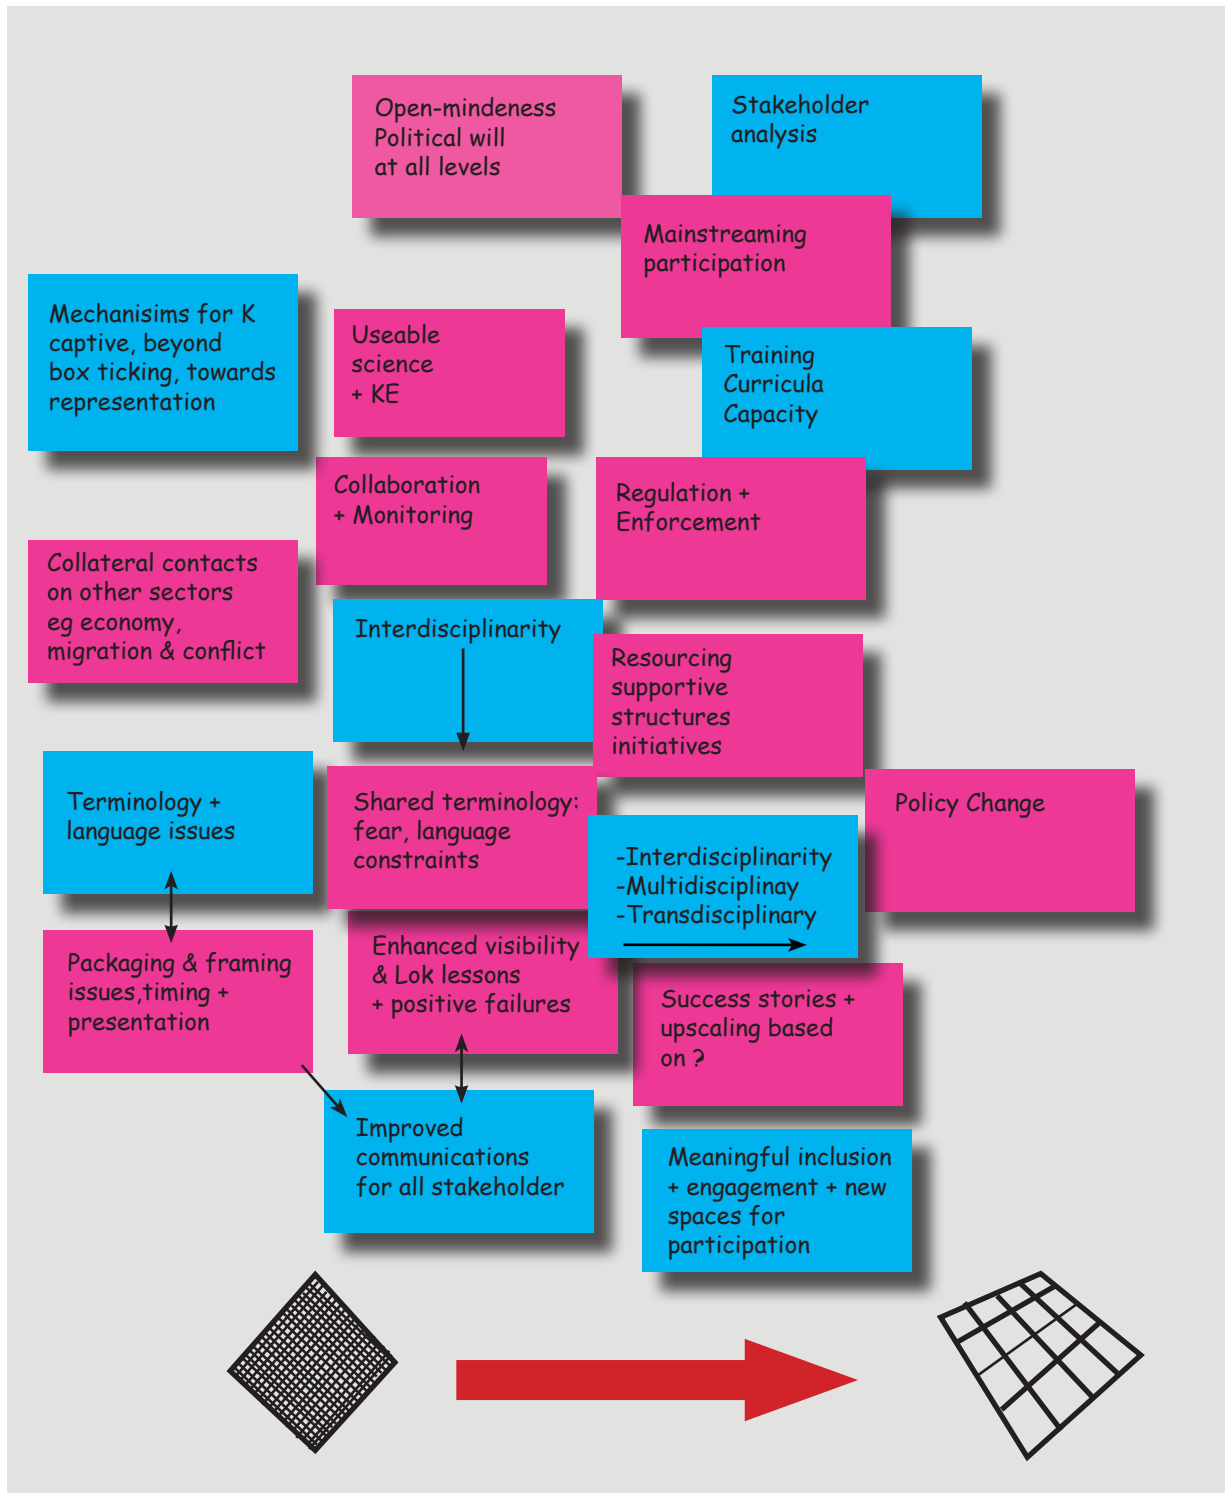 Open-mindeness
Political will
at all levels
Stakeholder
analysis
Mainstreaming
participation
Mechanisims for K
captive, beyond
box ticking, towards
representation
Useable
science
+ KE
Training
Curricula
Capacity
Collaboration
+ Monitoring
Regulation +
Enforcement
Collateral contacts
on other sectors
eg economy,
migration & conflict
Interdisciplinarity
Resourcing
supportive
structures
initiatives
Terminology +
language issues
Shared terminology:
fear, language
constraints
Policy Change
-Interdisciplinarity
-Multidisciplinay
-Transdisciplinary
Packaging & framing
issues,timing +
presentation
Enhanced visibility
& Lok lessons
+ positive failures
Success stories +
upscaling based
on ?
Improved
communications
for all stakeholder
Meaningful inclusion
+ engagement + new
spaces for
participation